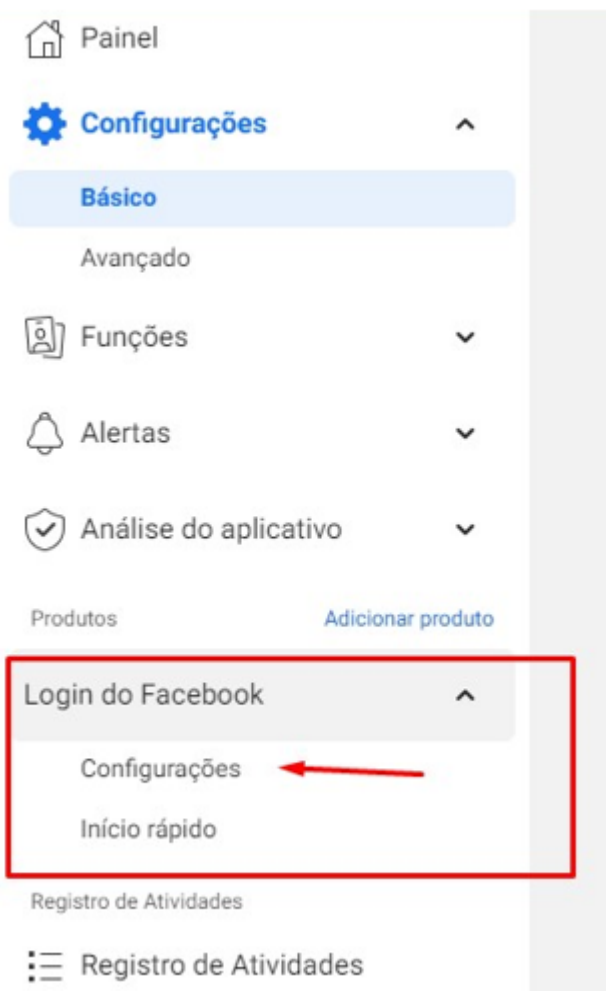 Painel
Configurações
Básico
Avançado
Funções
Alertas
Análise do aplicativo
Produtos Adicionar produto
Login do Facebook
Configurações
Início rápido
Registro de Atividades
Registro de Atividades